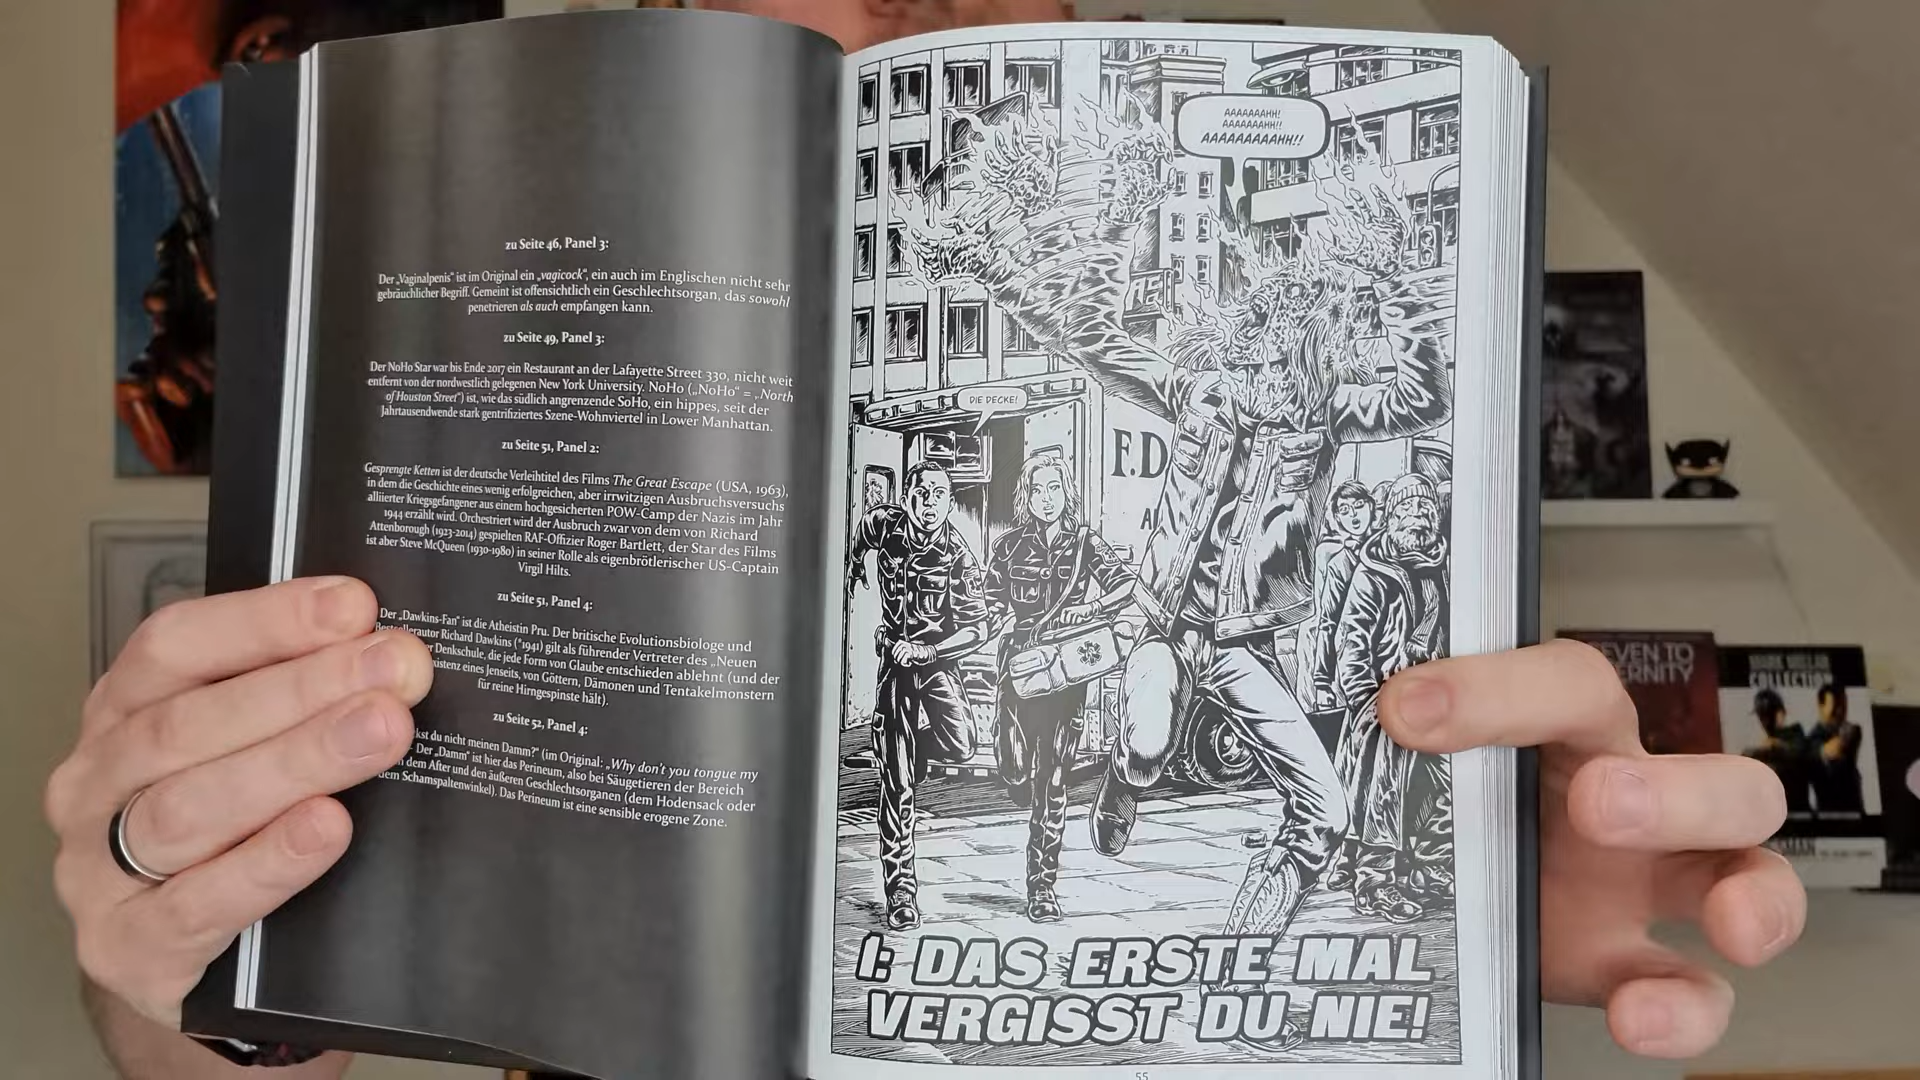 zu Seite 46, Panel 3:
Der „Vaginalpenis“ ist im Original ein „vagicock“, ein auch im Englischen nicht sehr
gebräuchlicher Begriff. Gemeint ist offensichtlich ein Geschlechtsorgan, das sowohl
penetrieren als auch empfangen kann.
zu Seite 49, Panel 3:
Der NoHo Star war bis Ende 2017 ein Restaurant an der Lafayette Street 330, nicht weit
entfernt von der nordwestlich gelegenen New York University. NoHo („NoHo“ = „North
of Houston Street“) ist, wie das südlich angrenzende SoHo, ein hippes, seit der
Jahrtausendwende stark gentrifiziertes Szene-Wohnviertel in Lower Manhattan.
zu Seite 51, Panel 2:
Gesprengte Ketten ist der deutsche Verleihtitel des Films The Great Escape (USA, 1963),
in dem die Geschichte eines wenig erfolgreichen, aber irrwitzigen Ausbruchsversuchs
alliierter Kriegsgefangener aus einem hochgesicherten POW-Camp der Nazis im Jahr
1944 erzählt wird. Orchestriert wird der Ausbruch zwar von dem von Richard
Attenborough (1923-2014) gespielten RAF-Offizier Roger Bartlett, der Star des Films
ist aber Steve McQueen (1930-1980) in seiner Rolle als eigenbrötlerischer US-Captain
Virgil Hilts.
zu Seite 51, Panel 4:
Der „Dawkins-Fan“ ist die Atheistin Pru. Der britische Evolutionsbiologe und
Bestsellerautor Richard Dawkins (*1941) gilt als führender Vertreter des „Neuen
Denkschule, die jede Form von Glaube entschieden ablehnt (und der
eines Jenseits, von Göttern, Dämonen und Tentakelmonstern
für reine Hirngespinste hält).
zu Seite 52, Panel 4:
du nicht meinen Damm?“ (im Original: „Why don't you tongue my
Der „Damm“ ist hier das Perineum, also bei Säugetieren der Bereich
dem After und den äußeren Geschlechtsorganen (dem Hodensack oder
dem Schamspaltenwinkel). Das Perineum ist eine sensible erogene Zone.
AAAAAAAHH!
AAAAAAAHH!!
AAAAAAAAAHH!!
DIE DECKE!
F.D
I: DAS ERSTE MAL
VERGISST DU NIE!
55
MARK MILLAR
COLLECTION